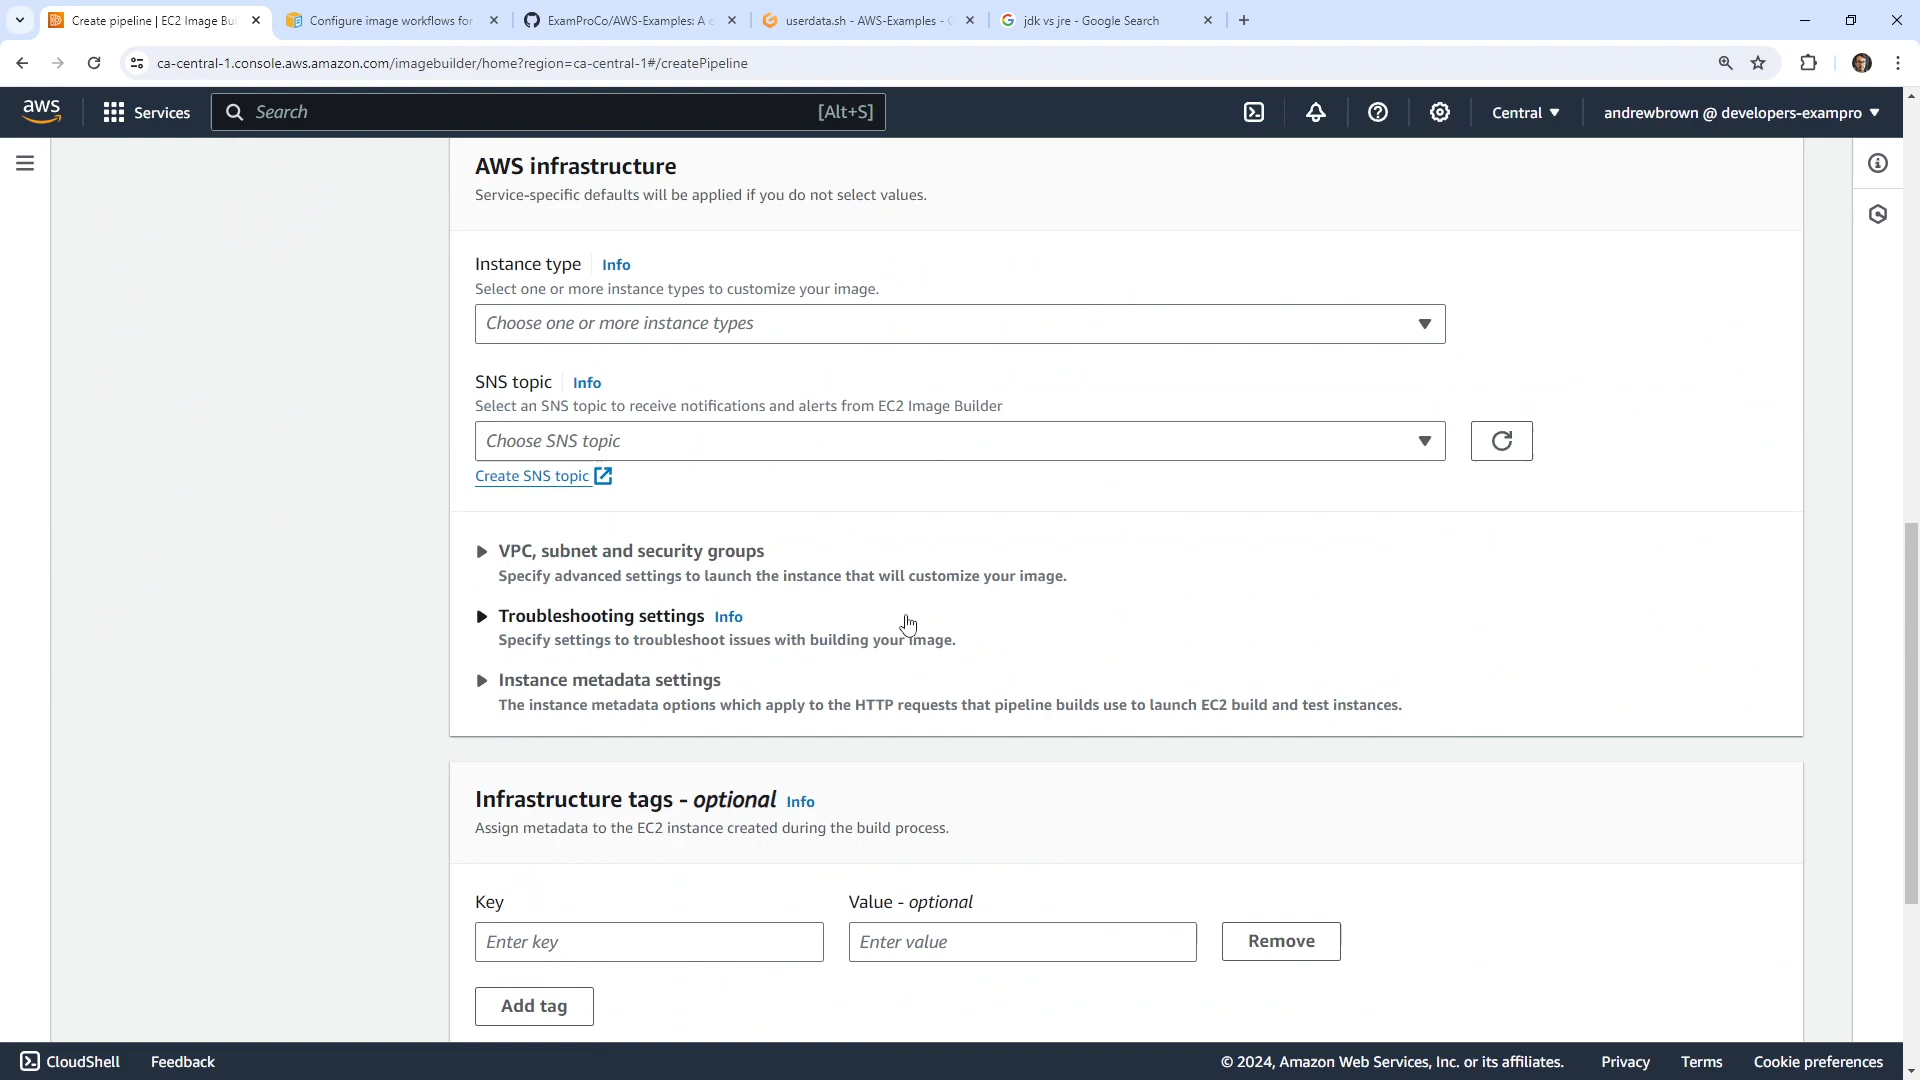 Create pipeline | EC2 Image Bu
Configure image workflows for
ExamProCo/AWS-Examples: A c
userdata.sh - AWS-Examples - G
jdk vs jre - Google Search
ca-central-1.console.aws.amazon.com/imagebuilder/home?region=ca-central-1#/createPipeline
aws
Services
Search
[Alt+S]
Central
andrewbrown @ developers-exampro
AWS infrastructure
Service-specific defaults will be applied if you do not select values.
Instance type
Info
Select one or more instance types to customize your image.
Choose one or more instance types
SNS topic
Info
Select an SNS topic to receive notifications and alerts from EC2 Image Builder
Choose SNS topic
Create SNS topic
VPC, subnet and security groups
Specify advanced settings to launch the instance that will customize your image.
Troubleshooting settings Info
Specify settings to troubleshoot issues with building your image.
Instance metadata settings
The instance metadata options which apply to the HTTP requests that pipeline builds use to launch EC2 build and test instances.
Infrastructure tags - optional Info
Assign metadata to the EC2 instance created during the build process.
Key
Value - optional
Enter key
Enter value
Remove
Add tag
CloudShell
Feedback
© 2024, Amazon Web Services, Inc. or its affiliates.
Privacy
Terms
Cookie preferences